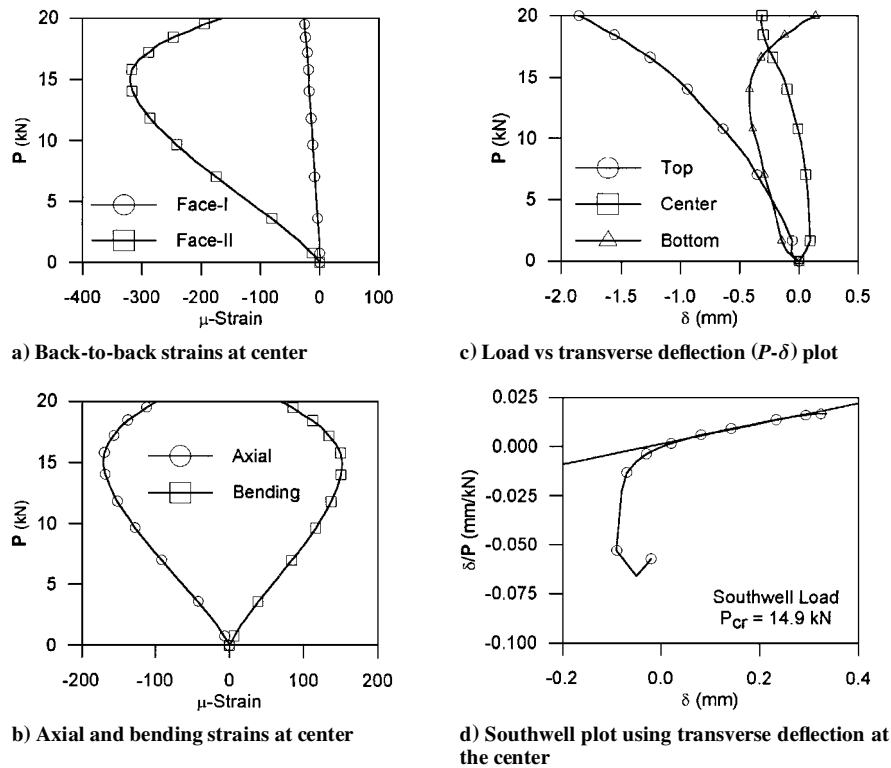 20
15
10
5
0
P (kN)
Face-I
Face-II
-400 -300 -200 -100 0 100
μ-Strain
a) Back-to-back strains at center
20
15
10
5
0
P (kN)
Top
Center
Bottom
-2.0 -1.5 -1.0 -0.5 0.0 0.5
δ (mm)
c) Load vs transverse deflection (P-δ) plot
20
15
10
5
0
P (kN)
Axial
Bending
-200 -100 0 100 200
μ-Strain
b) Axial and bending strains at center
0.025
0.000
-0.025
-0.050
-0.075
-0.100
δ/P (mm/kN)
Southwell Load
Pcr = 14.9 kN
-0.2 0.0 0.2 0.4
δ (mm)
d) Southwell plot using transverse deflection at
the center